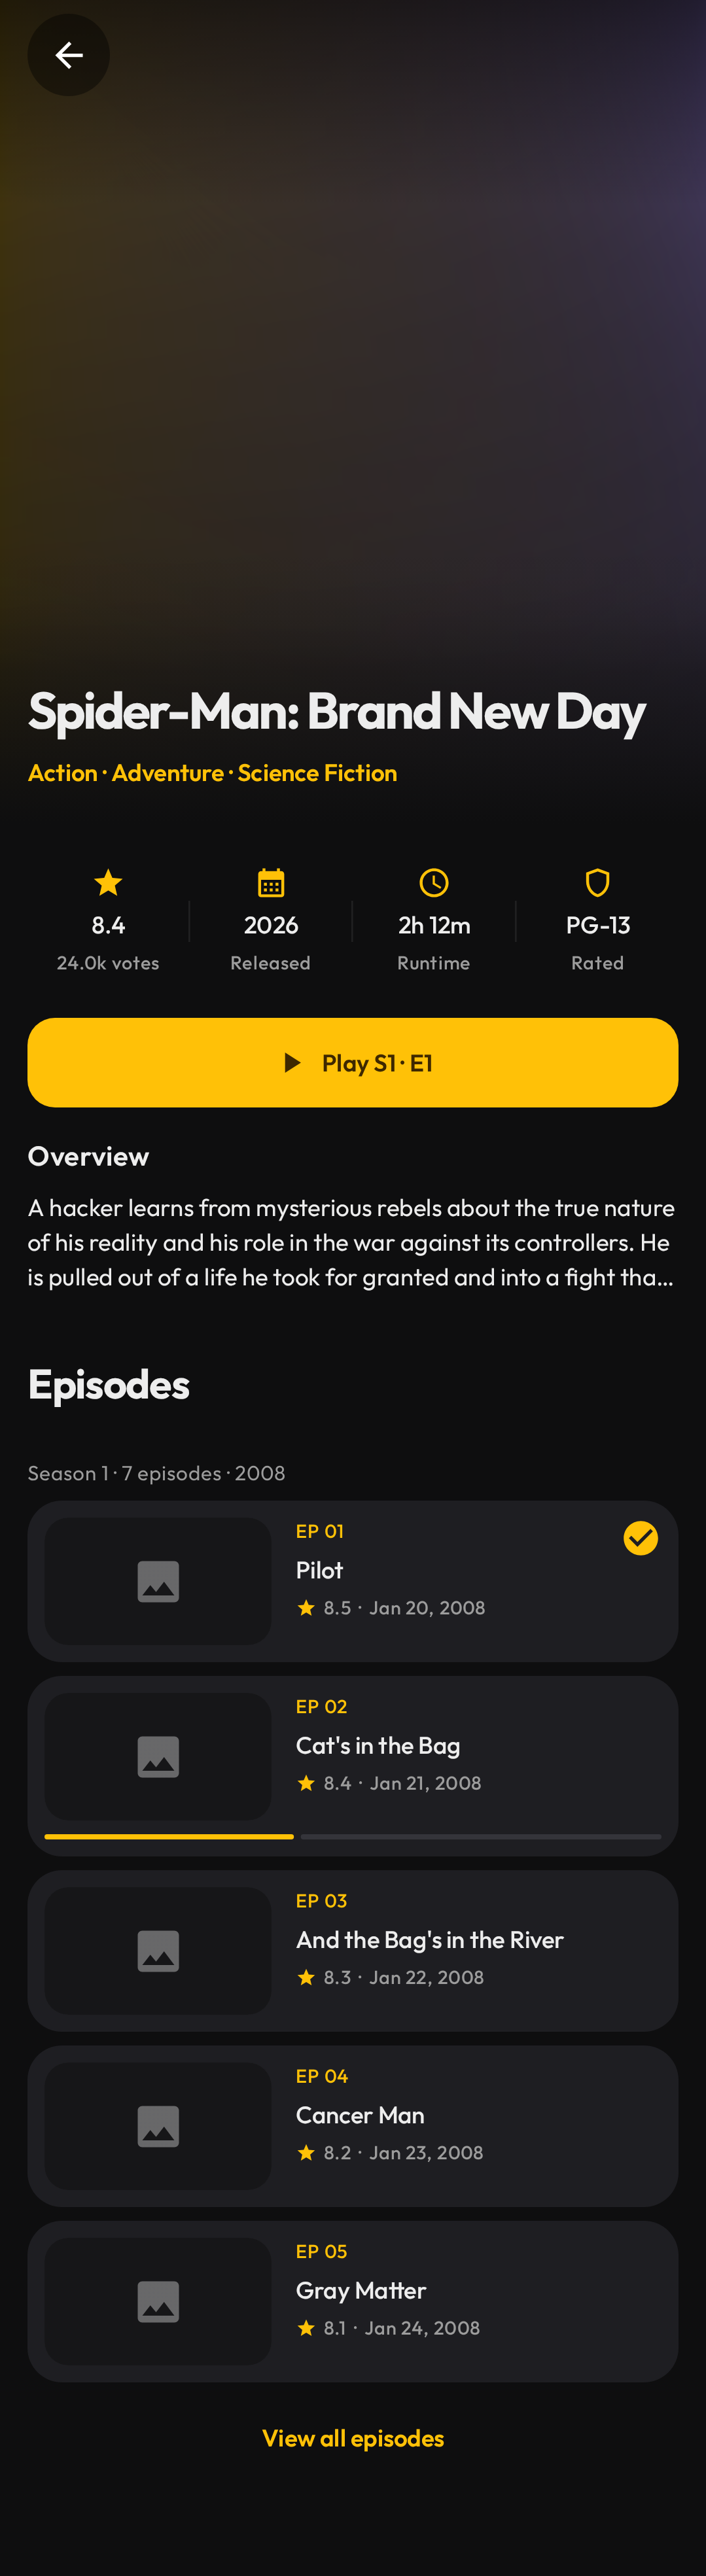 Spider-Man: Brand New Day
Action · Adventure · Science Fiction
8.4
24.0k votes
2026
Released
2h 12m
Runtime
PG-13
Rated
Play S1 · E1
Overview
A hacker learns from mysterious rebels about the true nature
of his reality and his role in the war against its controllers. He
is pulled out of a life he took for granted and into a fight tha...
Episodes
Season 1 · 7 episodes · 2008
EP 01
Pilot
8.5 · Jan 20, 2008
EP 02
Cat's in the Bag
8.4 · Jan 21, 2008
EP 03
And the Bag's in the River
8.3 · Jan 22, 2008
EP 04
Cancer Man
8.2 · Jan 23, 2008
EP 05
Gray Matter
8.1 · Jan 24, 2008
View all episodes